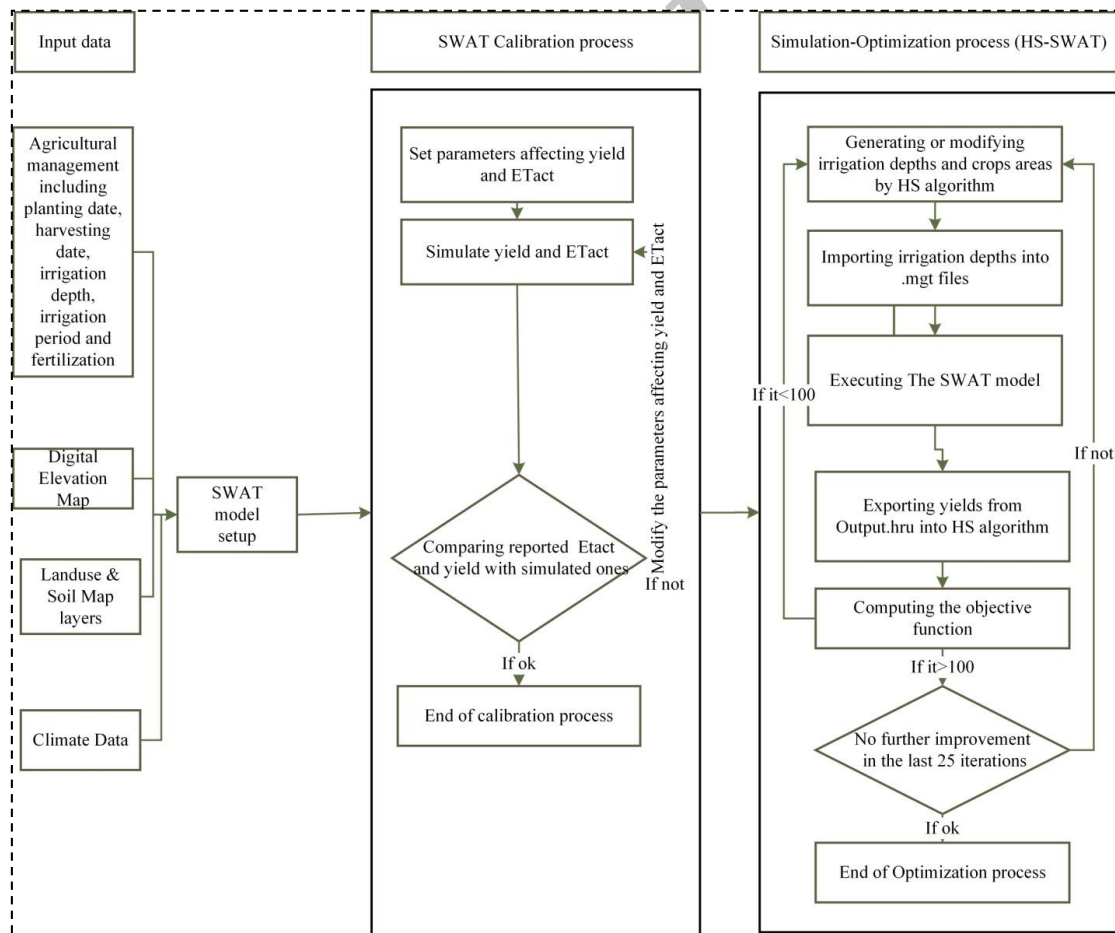 Input data
SWAT Calibration process
Simulation-Optimization process (HS-SWAT)
Agricultural
management
including
planting date,
harvesting
date,
irrigation
depth,
irrigation
period and
fertilization
Digital
Elevation
Map
Landuse &
Soil Map
layers
Climate Data
SWAT
model
setup
Set parameters affecting yield
and ETact
Simulate yield and ETact
Modify the parameters affecting yield and ETact
Comparing reported Etact
and yield with simulated ones
If not
If ok
End of calibration process
Generating or modifying
irrigation depths and crops areas
by HS algorithm
Importing irrigation depths into
.mgt files
Executing The SWAT model
If it<100
If not
Exporting yields from
Output.hru into HS algorithm
Computing the objective
function
If it>100
No further improvement
in the last 25 iterations
If ok
End of Optimization process